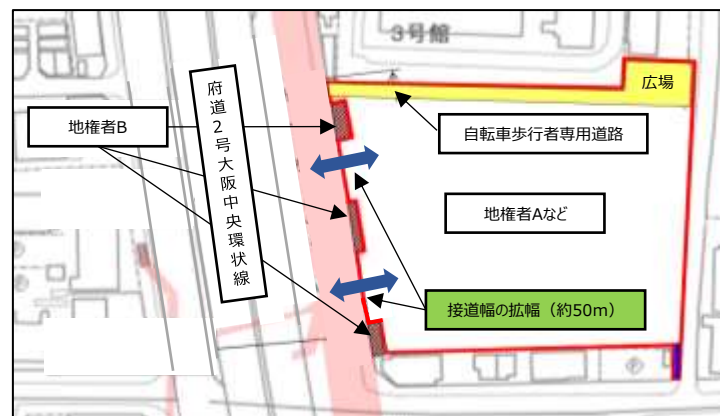 3号館
広場
府道2号大阪中央環状線
地権者B
自転車歩行者専用道路
地権者Aなど
接道幅の拡幅（約50m）